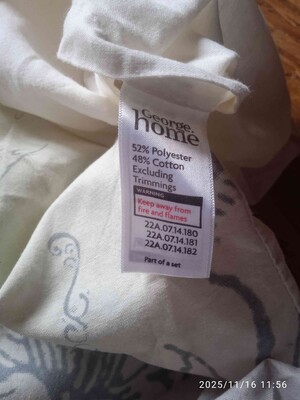 George.
home
52% Polyester
48% Cotton
Excluding
Trimmings
WARNING
Keep away from
fire and flames
22A.07.14.180
22A.07.14.181
22A.07.14.182
Part of a set
2025/11/16 11:56